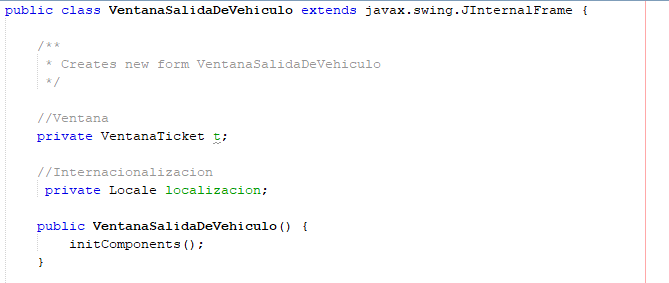 public class VentanaSalidaDeVehiculo extends javax.swing.JInternalFrame {
/**
* Creates new form VentanaSalidaDeVehiculo
*/
//Ventana
private VentanaTicket t;
//Internacionalizacion
private Locale localizacion;
public VentanaSalidaDeVehiculo() {
initComponents();
}